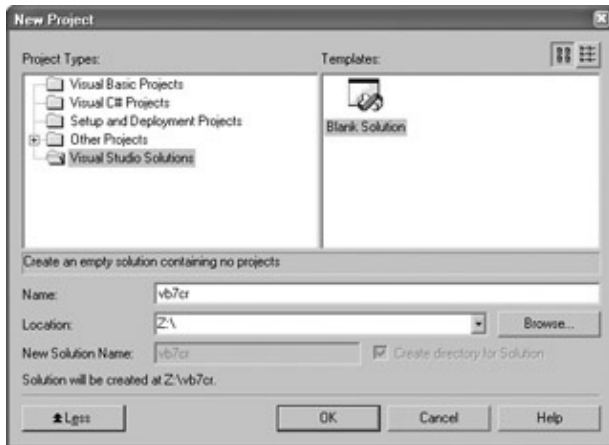 New Project
Project Types:
Templates:
Visual Basic Projects
Visual C# Projects
Setup and Deployment Projects
Other Projects
Visual Studio Solutions
Blank Solution
Create an empty solution containing no projects
Name:
vb7cr
Location:
Z:\
Browse...
New Solution Name:
vb7cr
Create directory for Solution
Solution will be created at Z:\vb7cr.
Less
OK
Cancel
Help